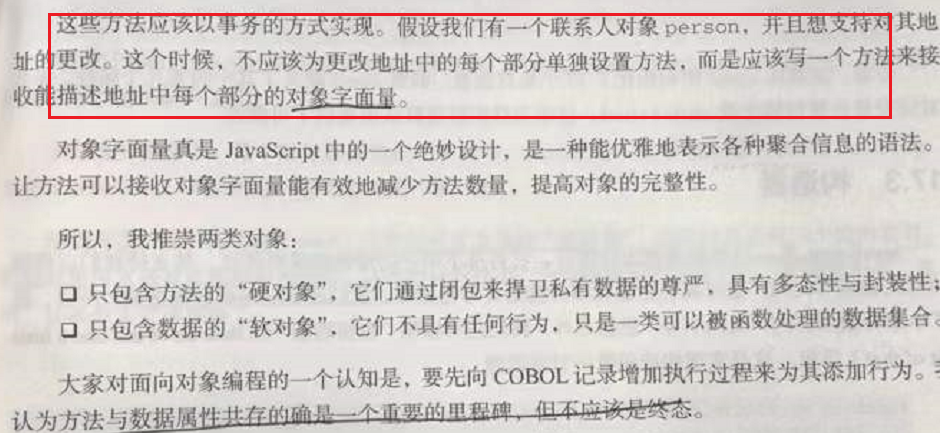 这些方法应该以事务的方式实现。假设我们有一个联系人对象 person，并且想支持对其地
址的更改。这个时候，不应该为更改地址中的每个部分单独设置方法，而是应该写一个方法来接
收能描述地址中每个部分的对象字面量。
对象字面量真是 JavaScript 中的一个绝妙设计，是一种能优雅地表示各种聚合信息的语法。
让方法可以接收对象字面量能有效地减少方法数量，提高对象的完整性。
所以，我推崇两类对象：
❑ 只包含方法的“硬对象”，它们通过闭包来捍卫私有数据的尊严，具有多态性与封装性；
❑ 只包含数据的“软对象”，它们不具有任何行为，只是一类可以被函数处理的数据集合。
大家对面向对象编程的一个认知是，要先向 COBOL 记录增加执行过程来为其添加行为。
认为方法与数据属性共存的确是一个重要的里程碑，但不应该是终态。